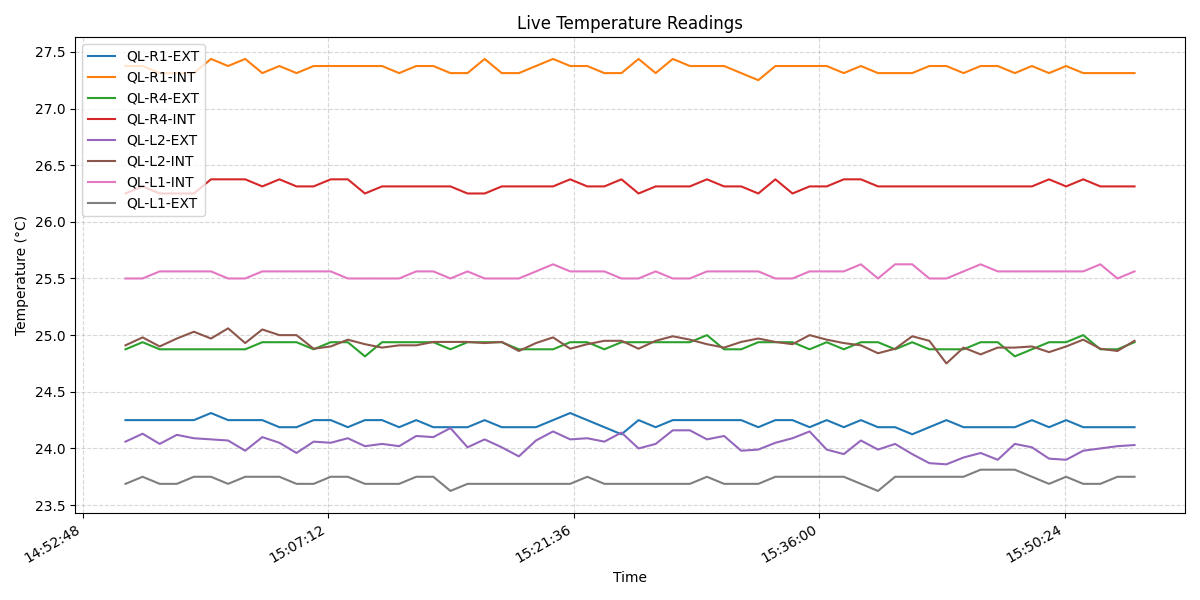 Live Temperature Readings
Temperature (°C)
27.5
27.0
26.5
26.0
25.5
25.0
24.5
24.0
23.5
QL-R1-EXT
QL-R1-INT
QL-R4-EXT
QL-R4-INT
QL-L2-EXT
QL-L2-INT
QL-L1-INT
QL-L1-EXT
14:52:48
15:07:12
15:21:36
15:36:00
15:50:24
Time